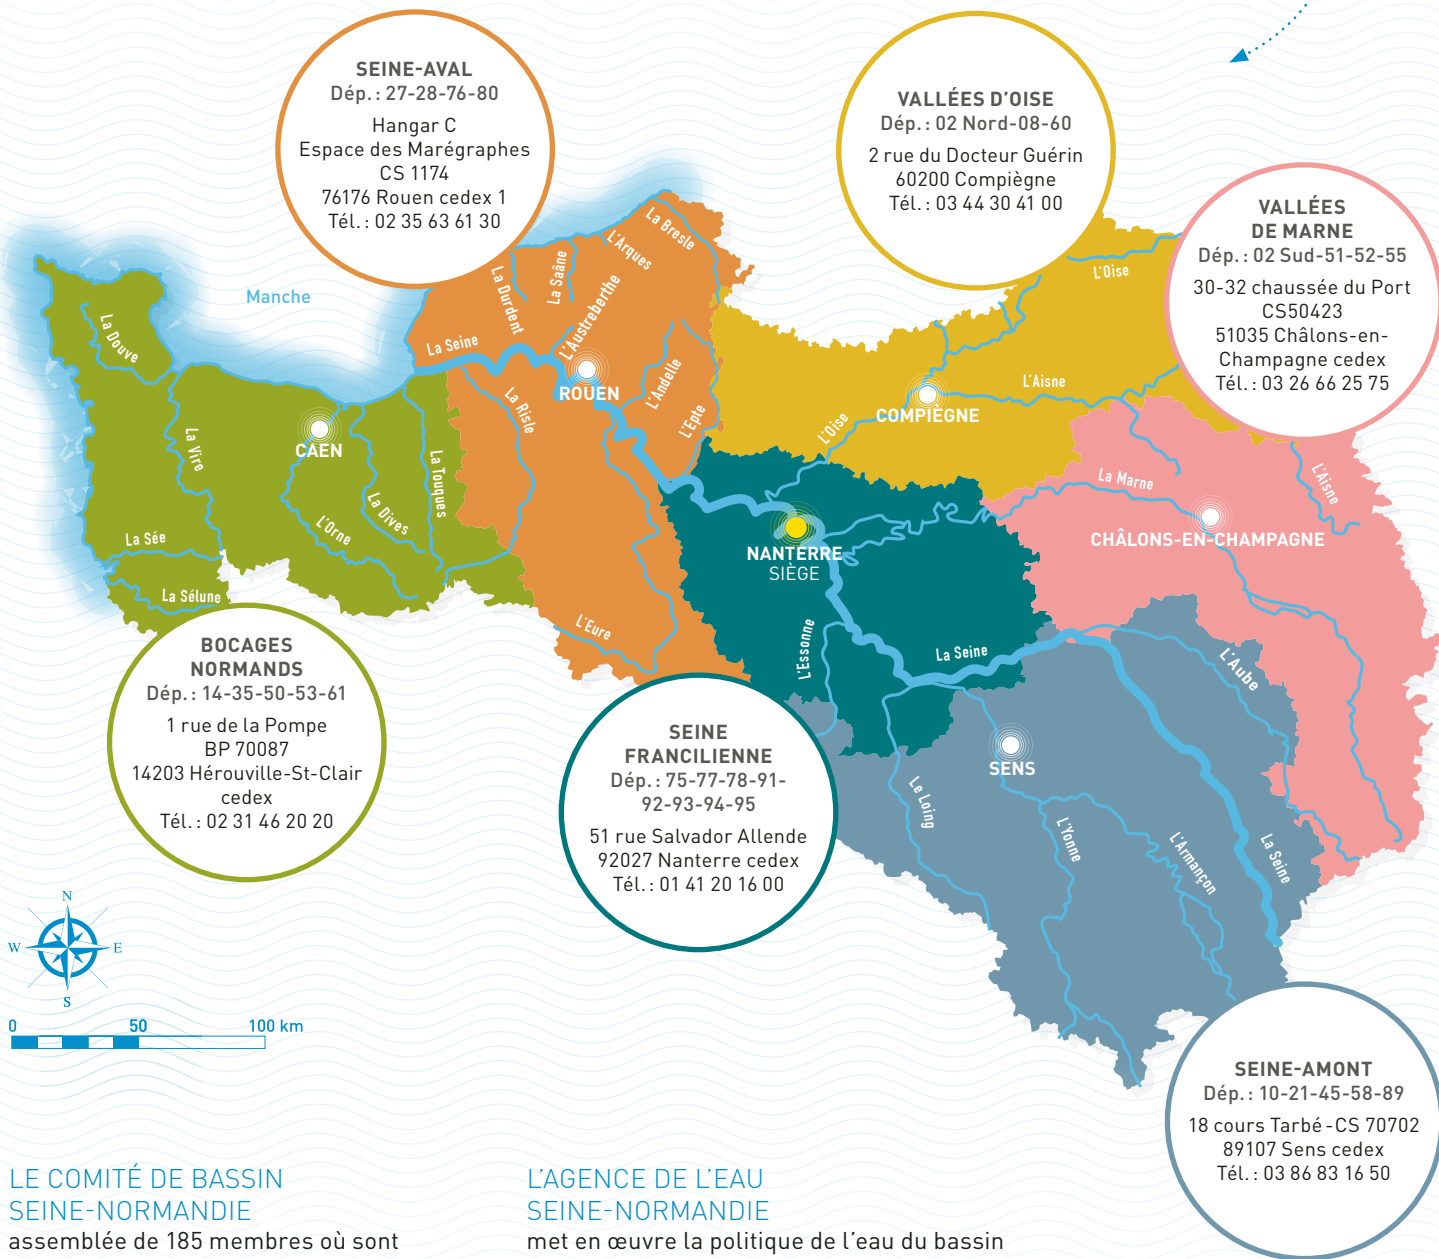 SEINE-AVAL
Dép. : 27-28-76-80
Hangar C
Espace des Marégraphes
CS 1174
76176 Rouen cedex 1
Tél. : 02 35 63 61 30
VALLÉES D'OISE
Dép. : 02 Nord-08-60
2 rue du Docteur Guérin
60200 Compiègne
Tél. : 03 44 30 41 00
VALLÉES
DE MARNE
Dép. : 02 Sud-51-52-55
30-32 chaussée du Port
CS50423
51035 Châlons-en-
Champagne cedex
Tél. : 03 26 66 25 75
Manche
La Bresle
L'Arques
La Saâne
La Durdent
L'Austreberthe
La Seine
ROUEN
L'Andelle
L'Epte
La Risle
L'Eure
L'Oise
L'Aisne
COMPIÈGNE
L'Oise
La Douve
La Vire
CAEN
La Touques
La Dives
L'Orne
La Sée
La Sélune
La Marne
L'Aisne
CHÂLONS-EN-CHAMPAGNE
NANTERRE
SIÈGE
L'Essonne
La Seine
L'Aube
SENS
Le Loing
L'Yonne
L'Armançon
La Seine
BOCAGES
NORMANDS
Dép. : 14-35-50-53-61
1 rue de la Pompe
BP 70087
14203 Hérouville-St-Clair
cedex
Tél. : 02 31 46 20 20
SEINE
FRANCILIENNE
Dép. : 75-77-78-91-
92-93-94-95
51 rue Salvador Allende
92027 Nanterre cedex
Tél. : 01 41 20 16 00
N
W
E
S
0 50 100 km
SEINE-AMONT
Dép. : 10-21-45-58-89
18 cours Tarbé - CS 70702
89107 Sens cedex
Tél. : 03 86 83 16 50
LE COMITÉ DE BASSIN
SEINE-NORMANDIE
assemblée de 185 membres où sont
L'AGENCE DE L'EAU
SEINE-NORMANDIE
met en œuvre la politique de l'eau du bassin